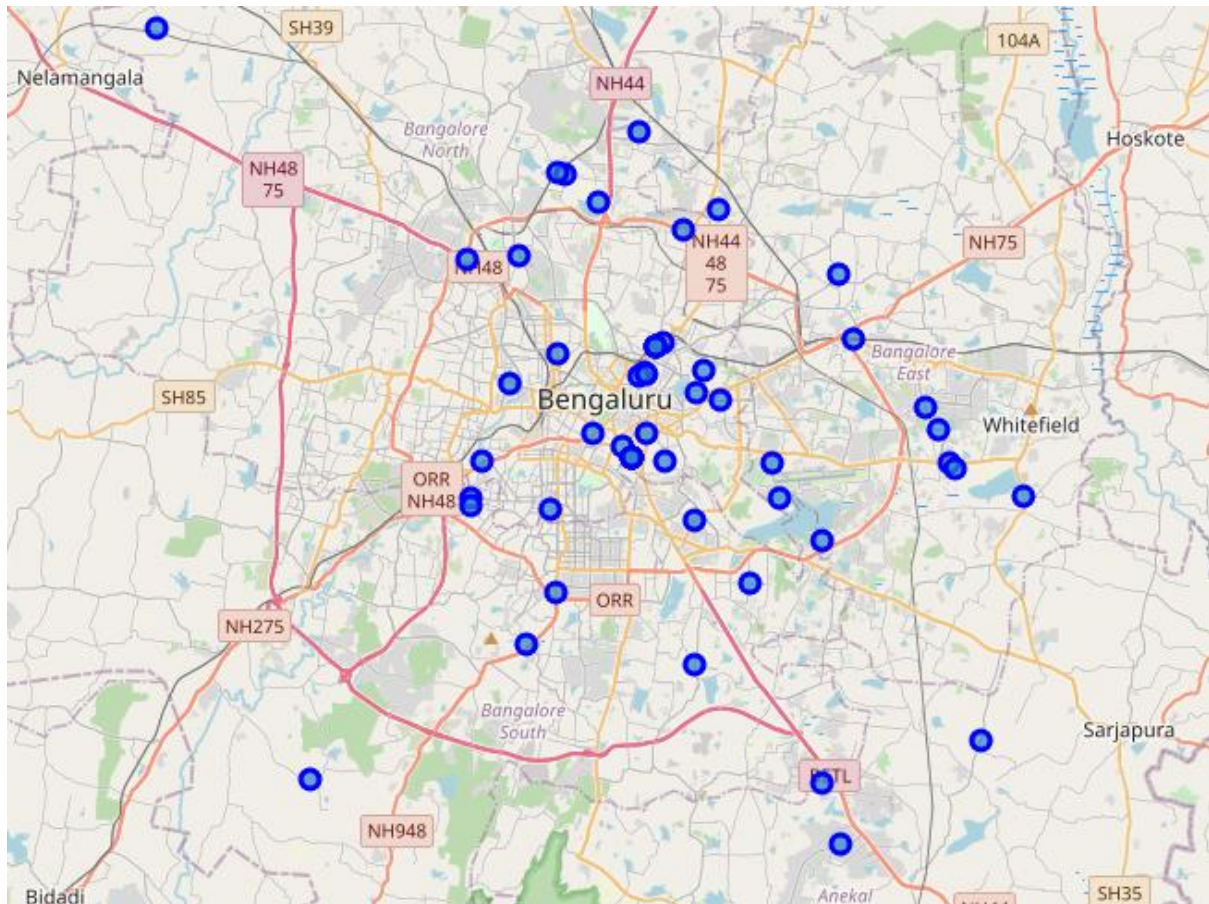 SH39
104A
Nelamangala
NH44
Bangalore
North
Hoskote
NH48
75
NH44
48
75
NH75
NH48
Bangalore
East
SH85
Bengaluru
Whitefield
ORR
NH48
ORR
NH275
Bangalore
South
Sarjapura
NH948
Bidadi
Anekal
SH35